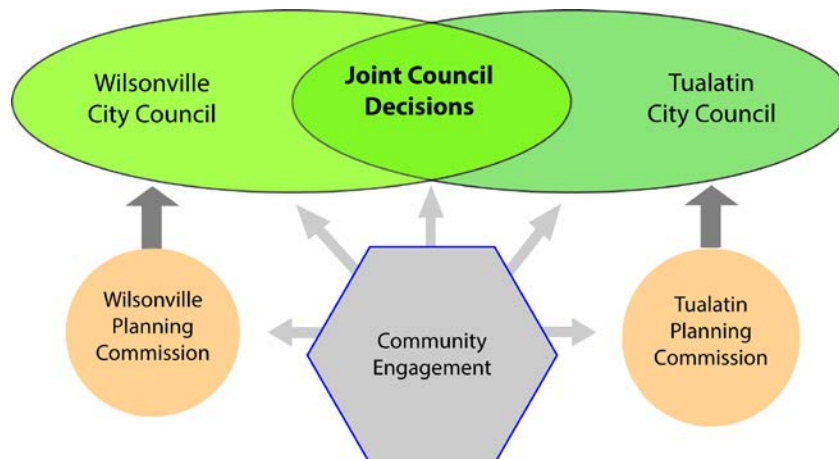 Wilsonville
City Council
Joint Council
Decisions
Tualatin
City Council
Wilsonville
Planning
Commission
Community
Engagement
Tualatin
Planning
Commission